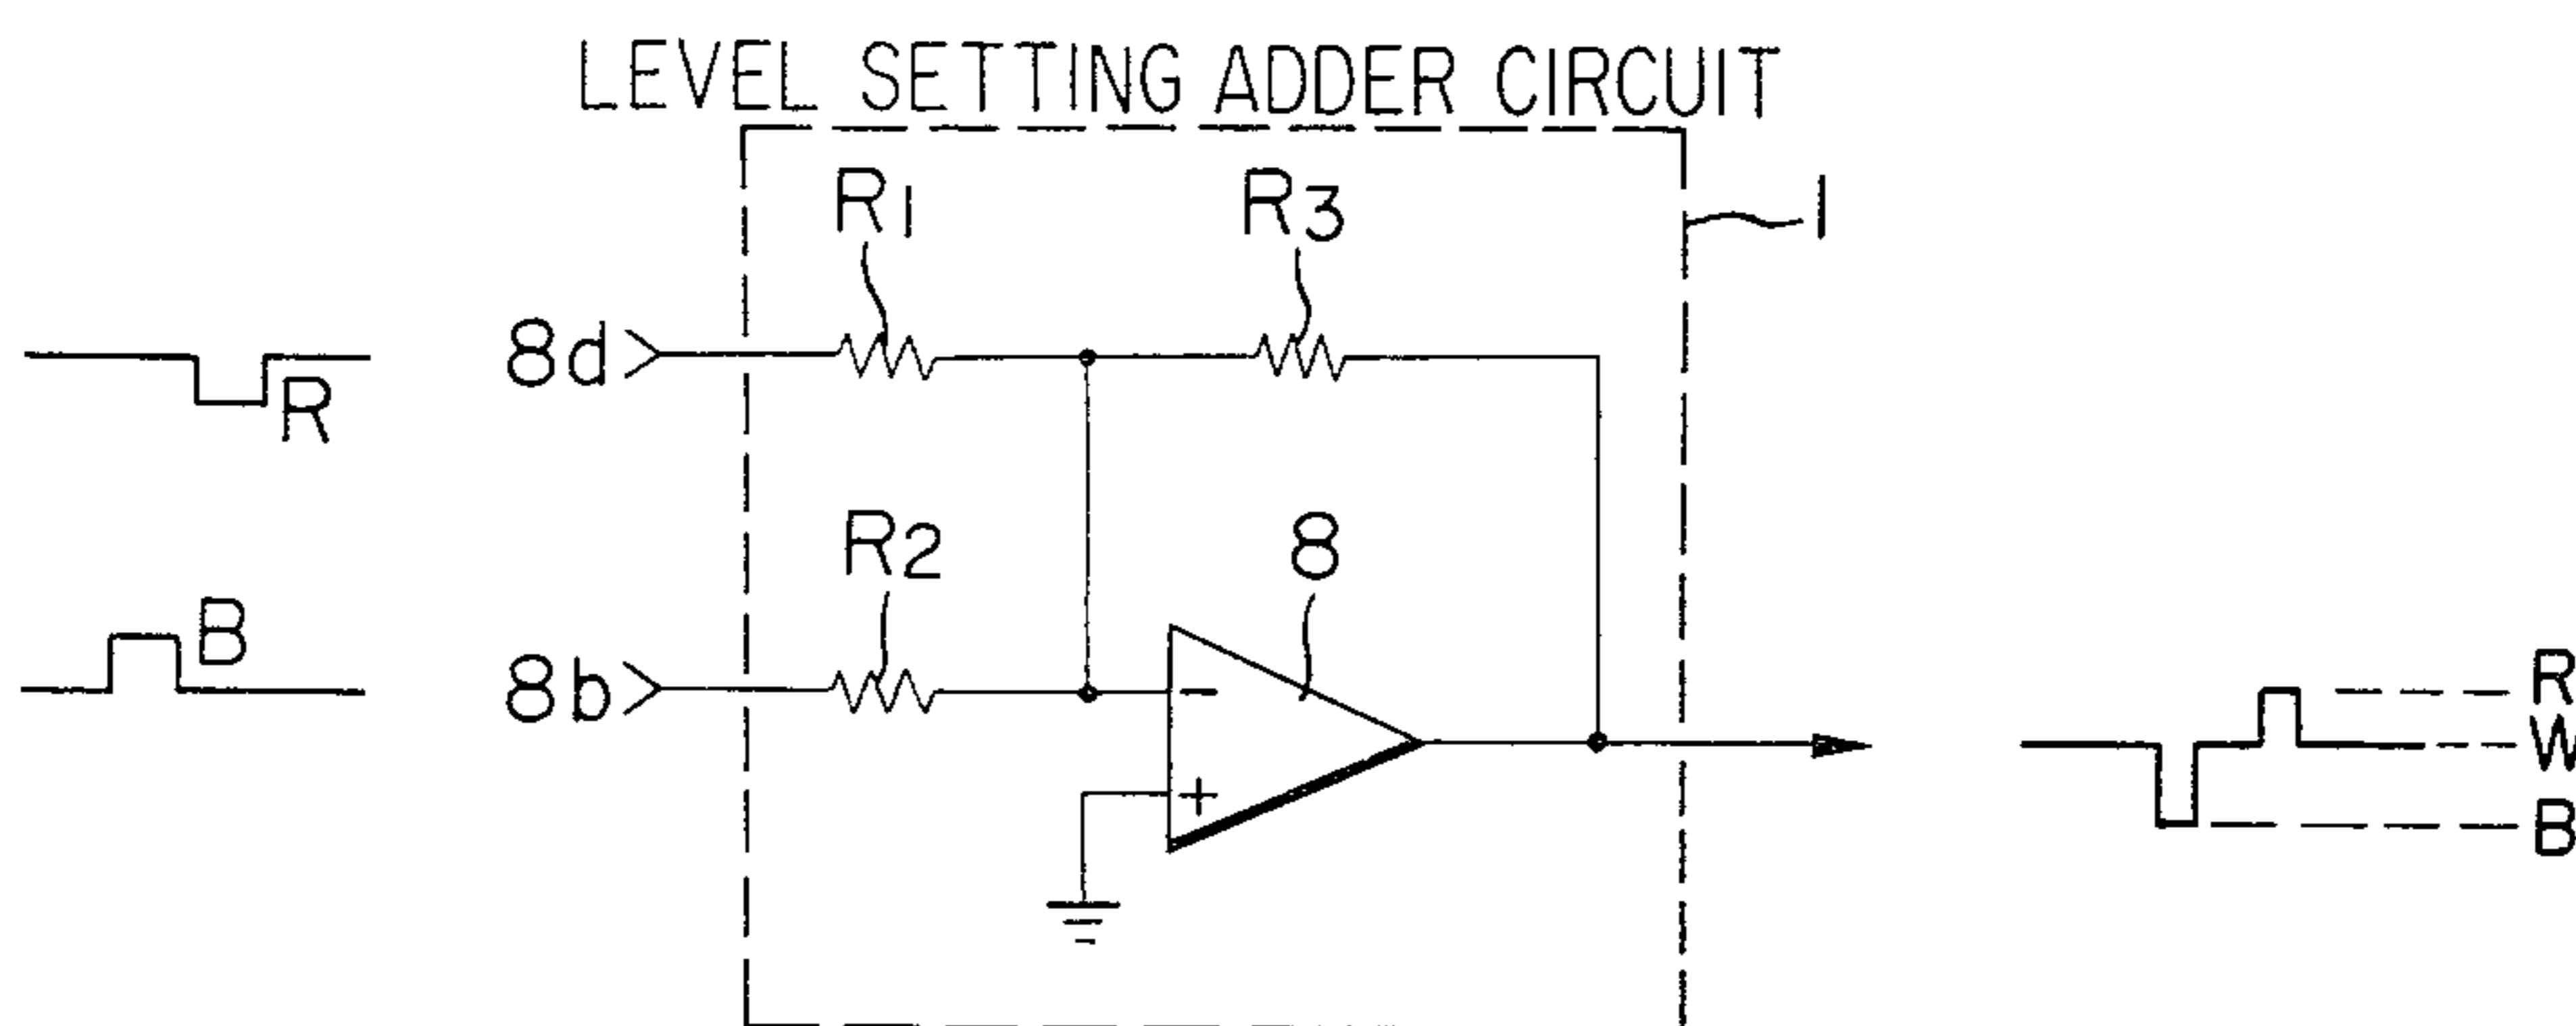 LEVEL SETTING ADDER CIRCUIT
R1
R3
1
8d
R
R2
8
B
8b
-
+
R
W
B